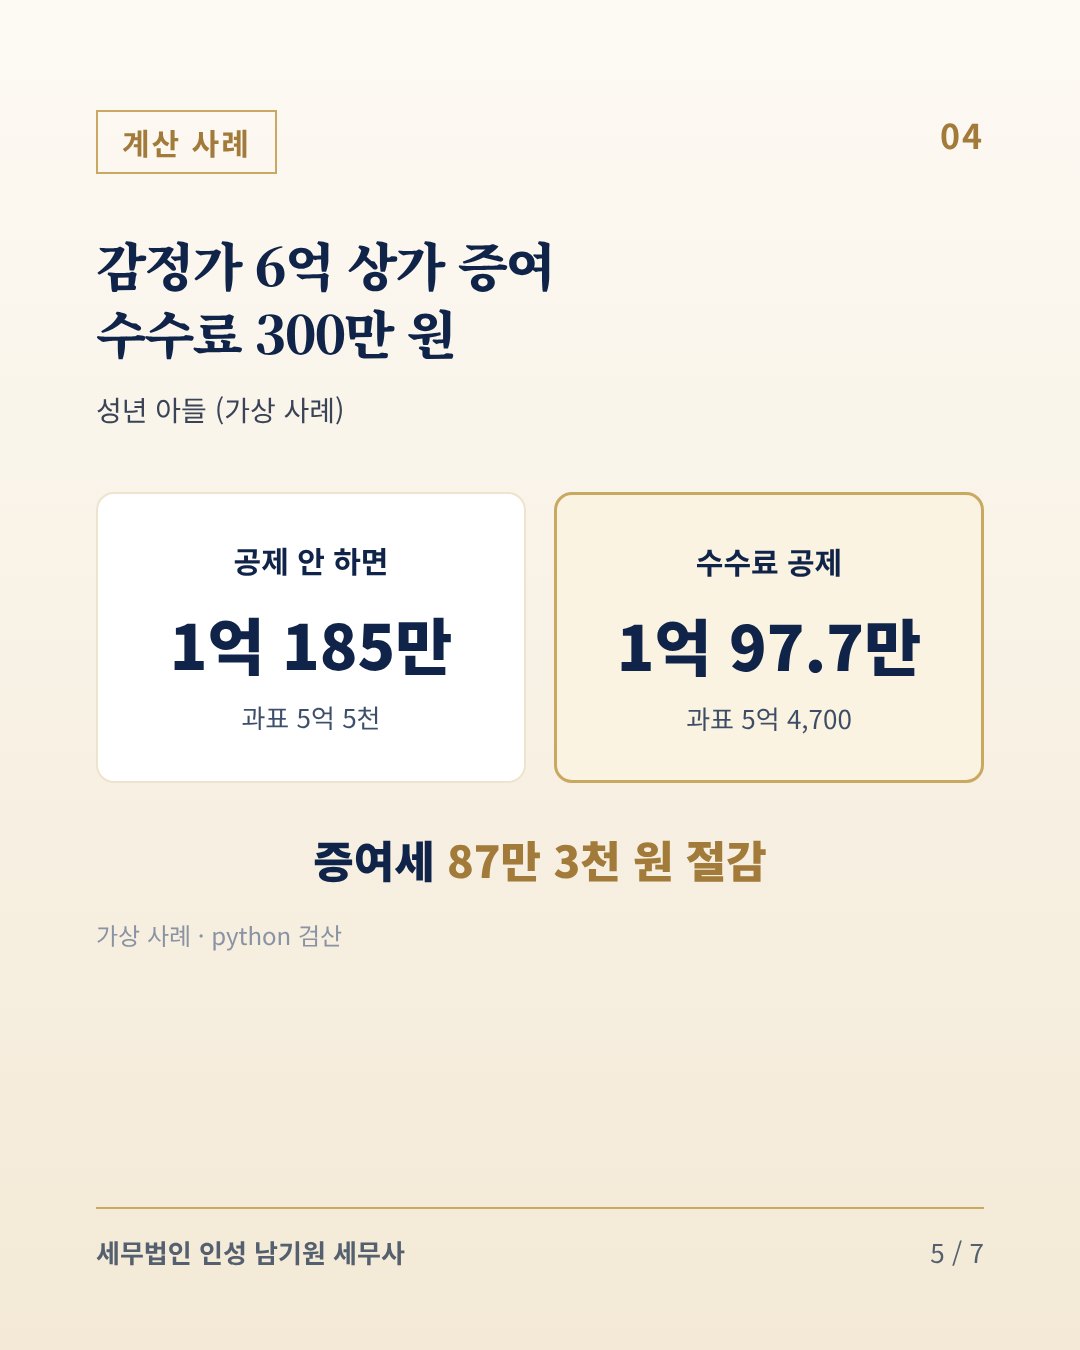 계산 사례
04
감정가 6억 상가 증여
수수료 300만 원
성년 아들 (가상 사례)
공제 안 하면
1억 185만
과표 5억 5천
수수료 공제
1억 97.7만
과표 5억 4,700
증여세 87만 3천 원 절감
가상 사례 · python 검산
세무법인 인성 남기원 세무사
5 / 7